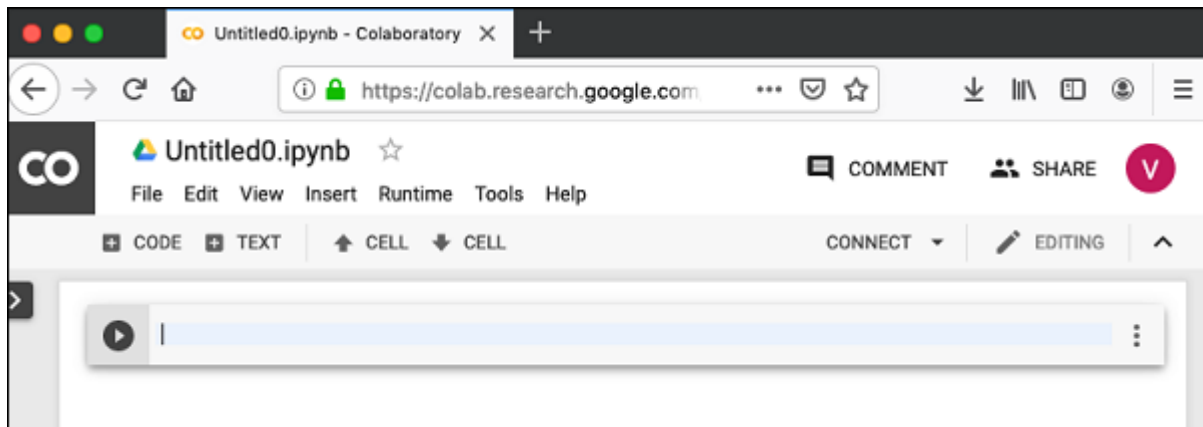 CO Untitled0.ipynb - Colaboratory
https://colab.research.google.com
CO
Untitled0.ipynb
COMMENT SHARE V
File Edit View Insert Runtime Tools Help
CODE TEXT CELL CELL CONNECT EDITING